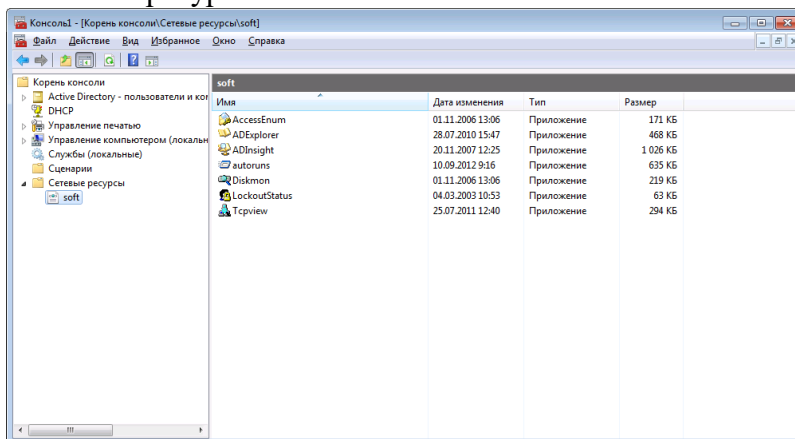 Консоль1 - [Корень консоли\Сетевые ресурсы\soft]
Файл Действие Вид Избранное Окно Справка
Корень консоли
Active Directory - пользователи и ком
DHCP
Управление печатью
Управление компьютером (локальн
Службы (локальные)
Сценарии
Сетевые ресурсы
soft
soft
Имя Дата изменения Тип Размер
AccessEnum 01.11.2006 13:06 Приложение 171 КБ
ADExplorer 28.07.2010 15:47 Приложение 468 КБ
ADInsight 20.11.2007 12:25 Приложение 1 026 КБ
autoruns 10.09.2012 9:16 Приложение 635 КБ
Diskmon 01.11.2006 13:06 Приложение 219 КБ
LockoutStatus 04.03.2003 10:53 Приложение 63 КБ
Tcpview 25.07.2011 12:40 Приложение 294 КБ